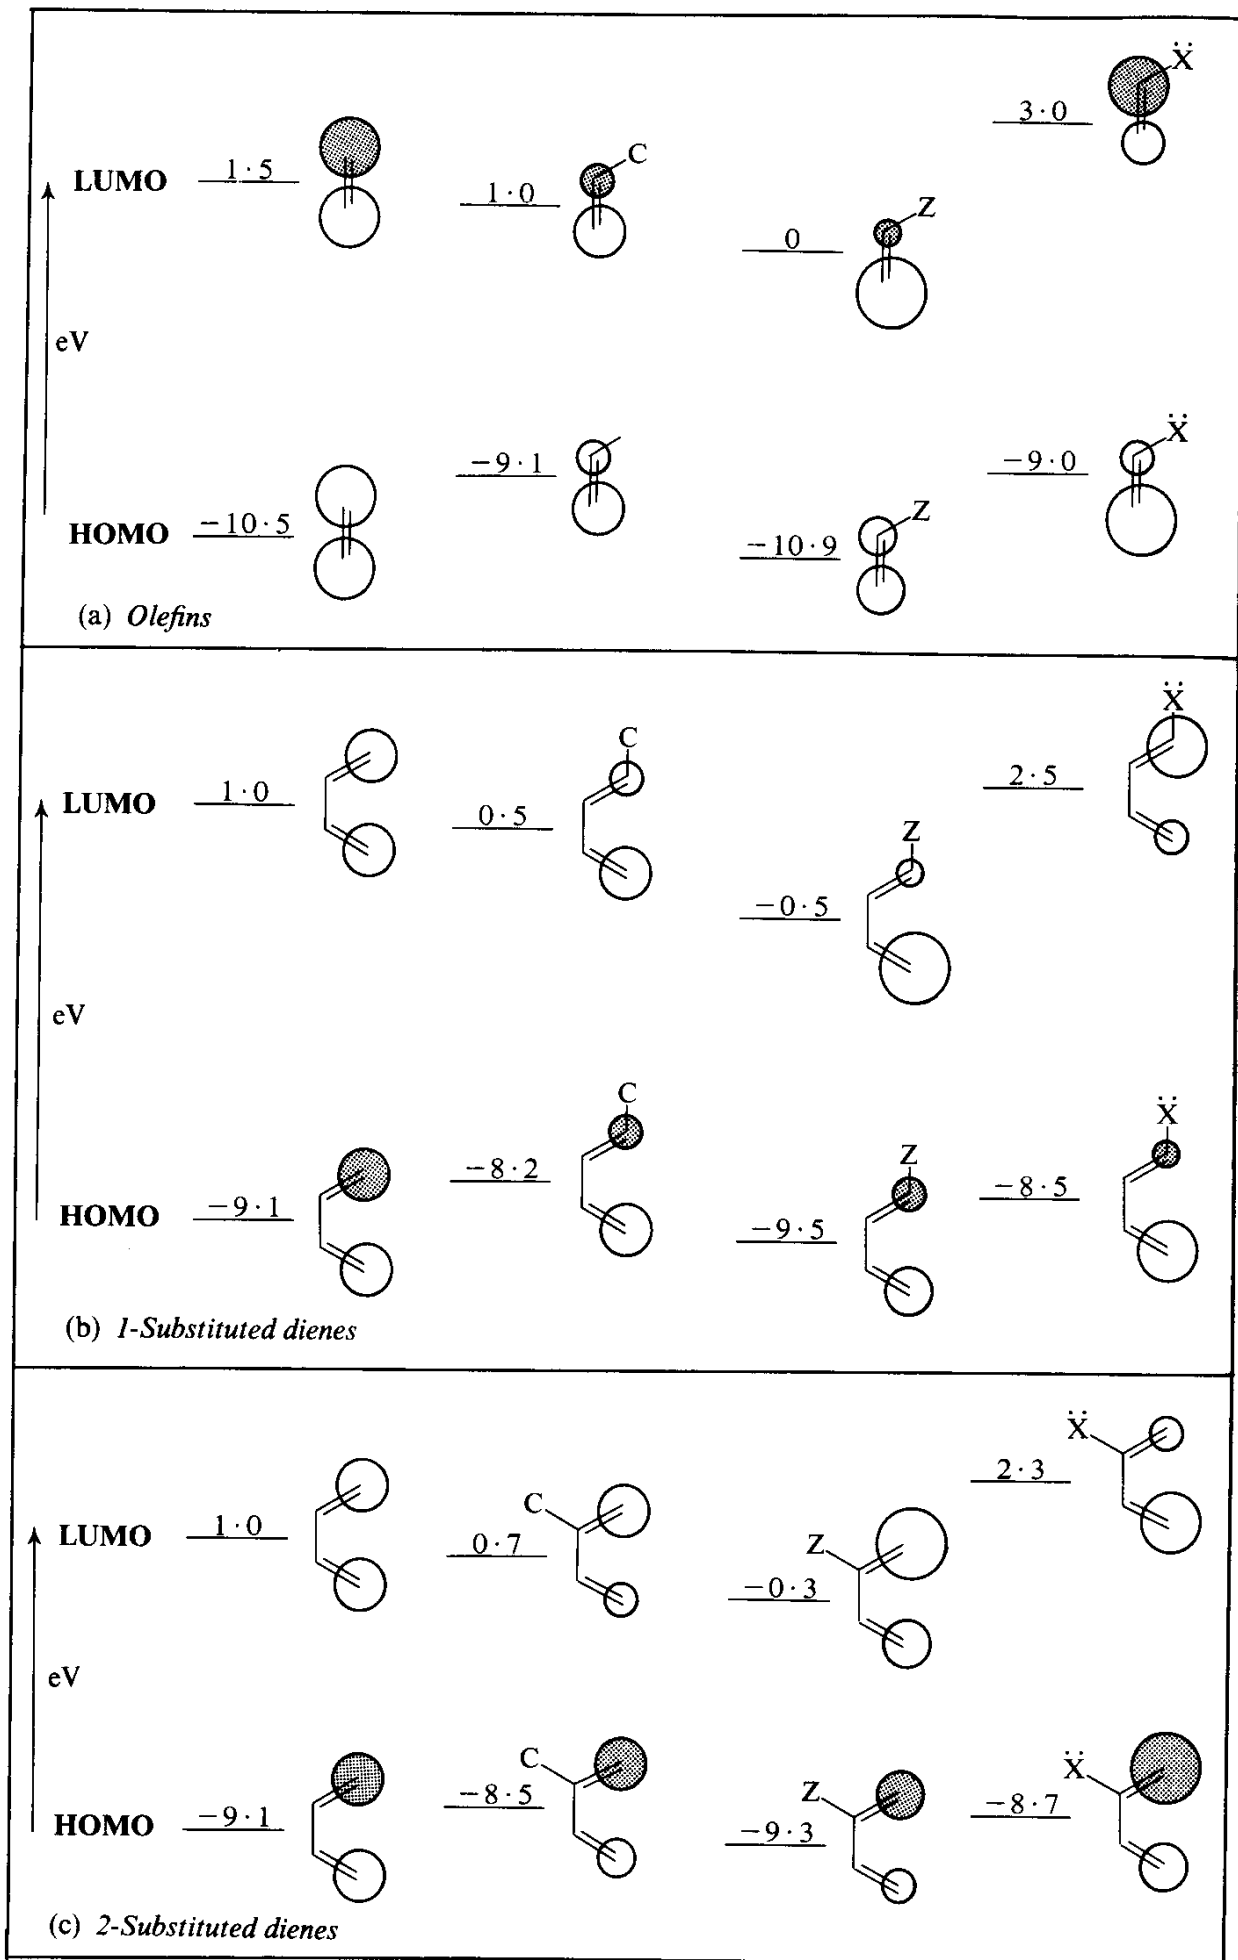 Ẍ
3·0
LUMO 1·5
C
1·0
Z
0
eV
Ẍ
−9·1
−9·0
HOMO −10·5
Z
−10·9
(a) Olefins
Ẍ
C
2·5
LUMO 1·0
0·5
Z
−0·5
eV
C
Ẍ
Z
−8·2
−8·5
HOMO −9·1
−9·5
(b) 1-Substituted dienes
Ẍ
2·3
C
LUMO 1·0
0·7
Z
−0·3
eV
C
Ẍ
−8·5
Z
−8·7
HOMO −9·1
−9·3
(c) 2-Substituted dienes